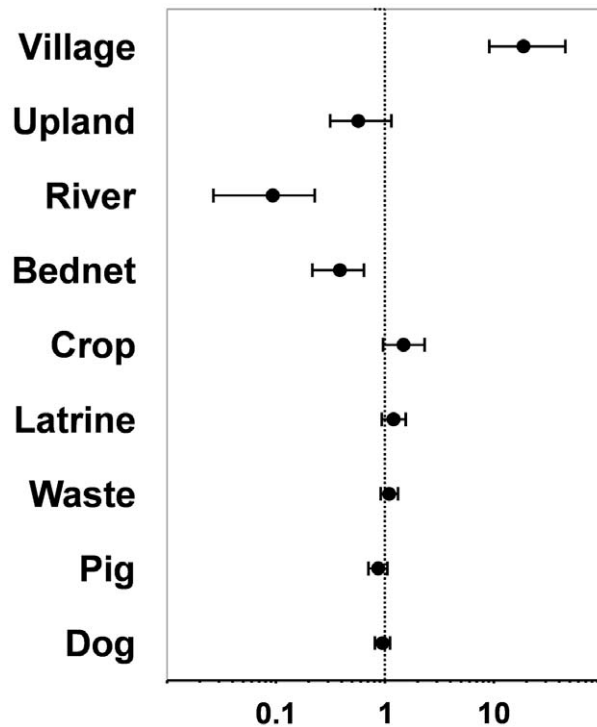 Village
Upland
River
Bednet
Crop
Latrine
Waste
Pig
Dog
0.1 1 10